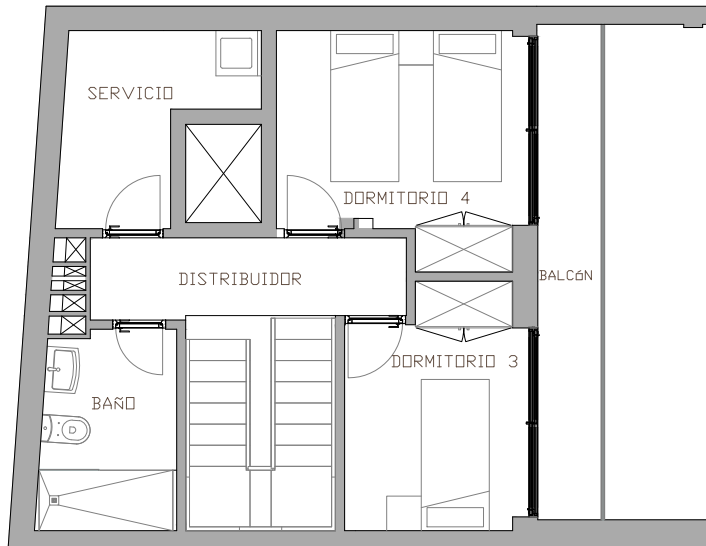 SERVICIO
DORMITORIO 4
DISTRIBUIDOR
BALCóN
DORMITORIO 3
BAÑO